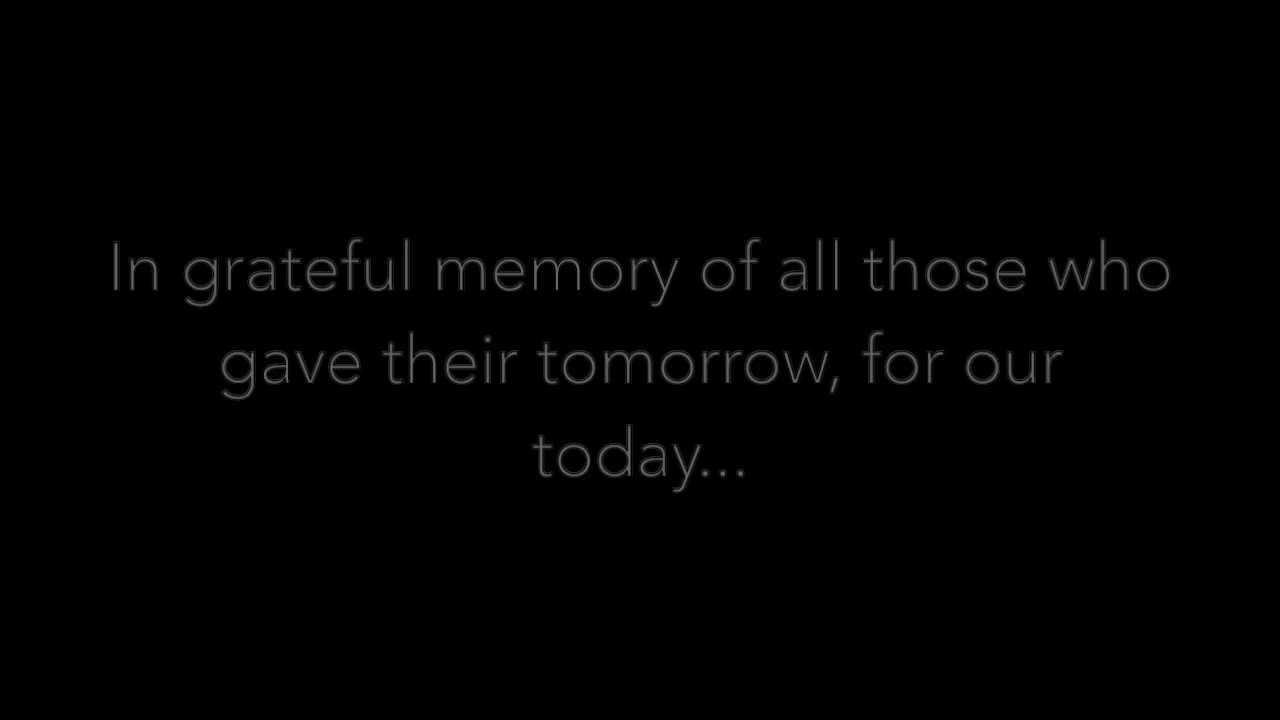 In grateful memory of all those who
gave their tomorrow, for our
today...